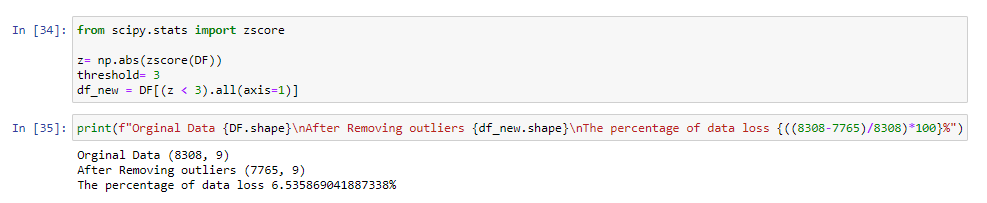 In [34]: from scipy.stats import zscore
z= np.abs(zscore(DF))
threshold= 3
df_new = DF[(z < 3).all(axis=1)]
In [35]: print(f"Orginal Data {DF.shape}\nAfter Removing outliers {df_new.shape}\nThe percentage of data loss {((8308-7765)/8308)*100}%")
Orginal Data (8308, 9)
After Removing outliers (7765, 9)
The percentage of data loss 6.535869041887338%